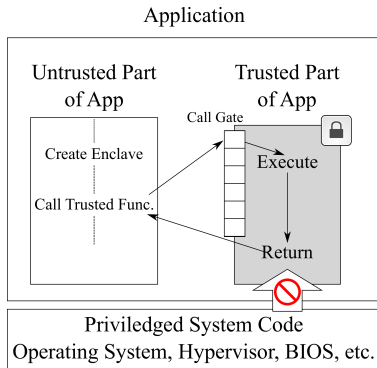 Application
Untrusted Part
of App
Trusted Part
of App
Call Gate
Create Enclave
Execute
Call Trusted Func.
Return
Priviledged System Code
Operating System, Hypervisor, BIOS, etc.